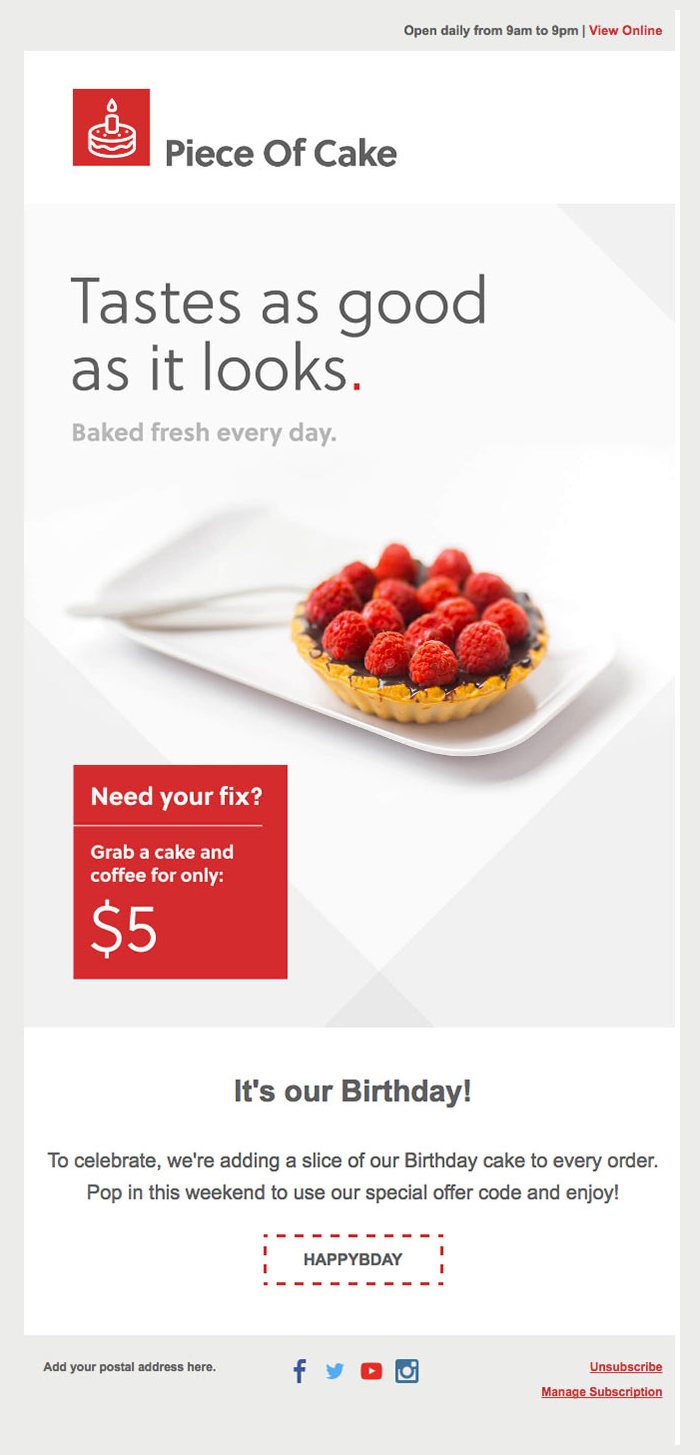 Open daily from 9am to 9pm | View Online
Piece Of Cake
Tastes as good
as it looks.
Baked fresh every day.
Need your fix?
Grab a cake and
coffee for only:
$5
It's our Birthday!
To celebrate, we're adding a slice of our Birthday cake to every order.
Pop in this weekend to use our special offer code and enjoy!
HAPPYBDAY
Add your postal address here.
Unsubscribe
Manage Subscription